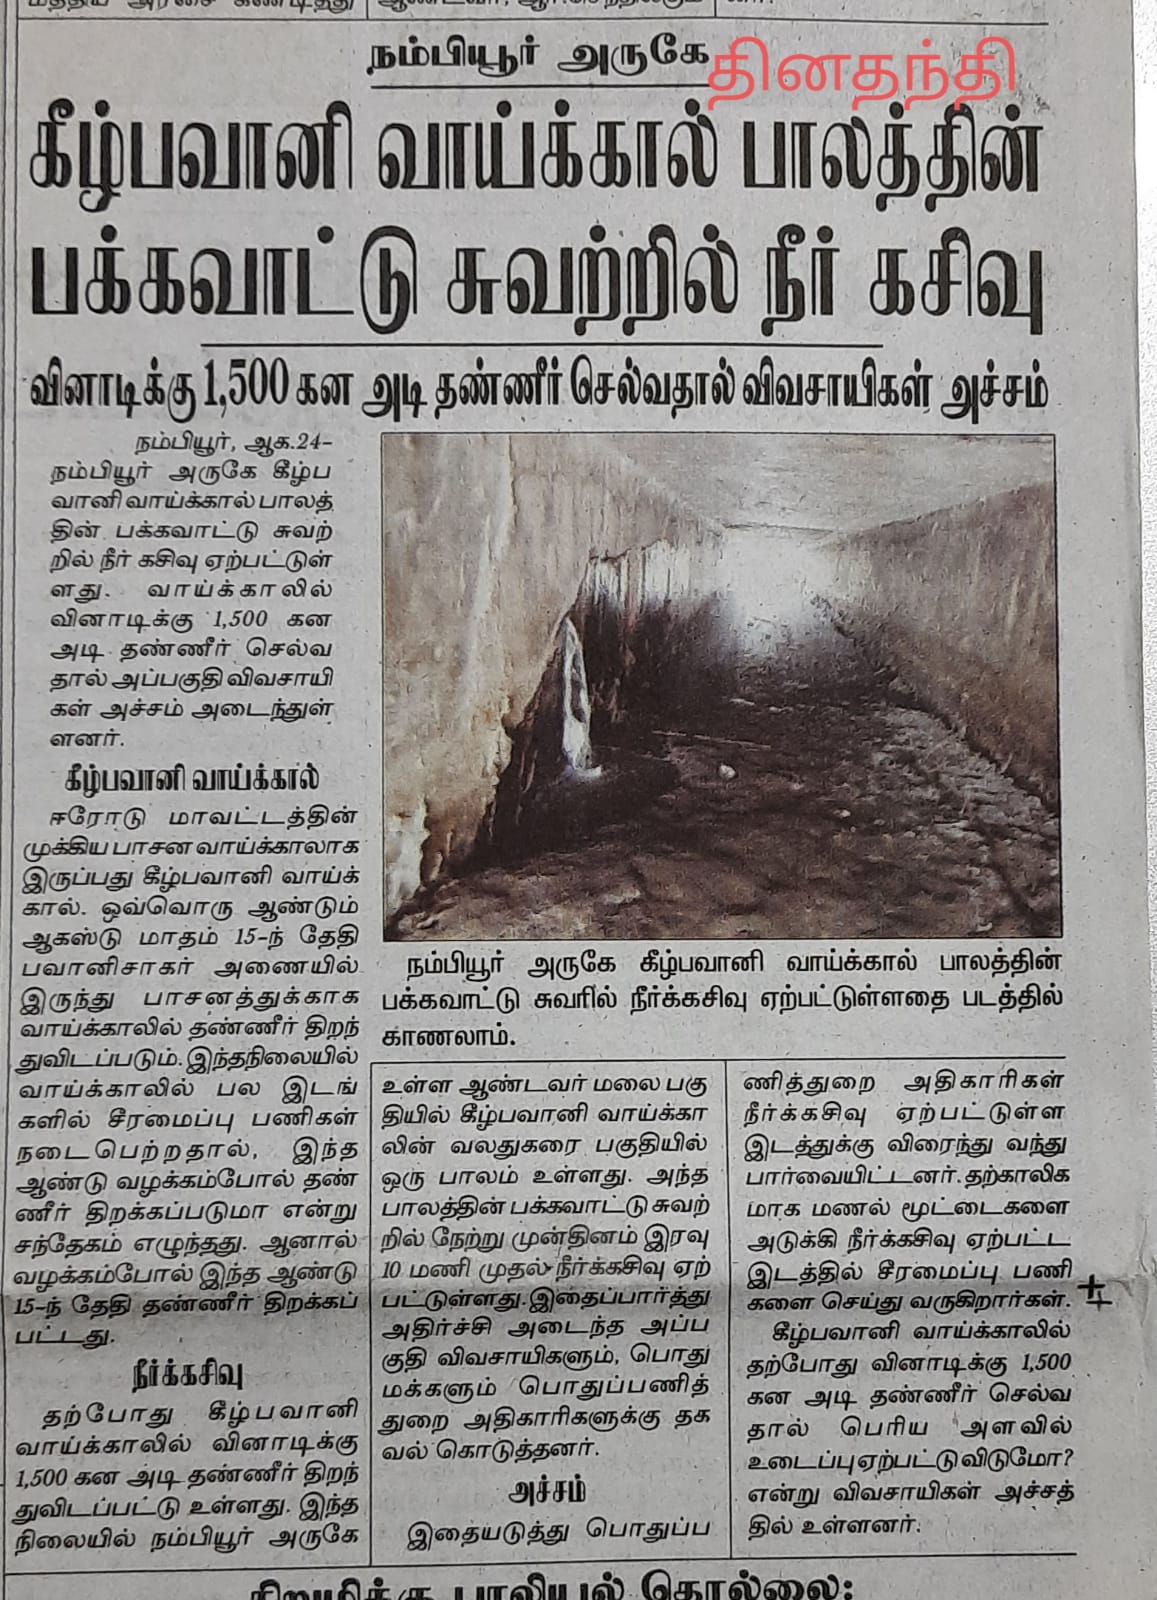 நம்பியூர் அருகே
தினதந்தி
கீழ்பவானி வாய்க்கால் பாலத்தின்
பக்கவாட்டு சுவற்றில் நீர் கசிவு
வினாடிக்கு 1,500 கன அடி தண்ணீர் செல்வதால் விவசாயிகள் அச்சம்
நம்பியூர், ஆக.24-
நம்பியூர் அருகே கீழ்ப
வானி வாய்க்கால் பாலத்
தின் பக்கவாட்டு சுவற்
றில் நீர் கசிவு ஏற்பட்டுள்
ளது. வாய்க்காலில்
வினாடிக்கு 1,500 கன
அடி தண்ணீர் செல்வ
தால் அப்பகுதி விவசாயி
கள் அச்சம் அடைந்துள்
ளனர்.
கீழ்பவானி வாய்க்கால்
ஈரோடு மாவட்டத்தின்
முக்கிய பாசன வாய்க்காலாக
இருப்பது கீழ்பவானி வாய்க்
கால். ஒவ்வொரு ஆண்டும்
ஆகஸ்டு மாதம் 15-ந் தேதி
பவானிசாகர் அணையில்
இருந்து பாசனத்துக்காக
வாய்க்காலில் தண்ணீர் திறந்
துவிடப்படும். இந்தநிலையில்
வாய்க்காலில் பல இடங்
களில் சீரமைப்பு பணிகள்
நடைபெற்றதால், இந்த
ஆண்டு வழக்கம்போல் தண்
ணீர் திறக்கப்படுமா என்று
சந்தேகம் எழுந்தது. ஆனால்
வழக்கம்போல் இந்த ஆண்டு
15-ந் தேதி தண்ணீர் திறக்கப்
பட்டது.
நீர்க்கசிவு
தற்போது கீழ்பவானி
வாய்க்காலில் வினாடிக்கு
1,500 கன அடி தண்ணீர் திறந்
துவிடப்பட்டு உள்ளது. இந்த
நிலையில் நம்பியூர் அருகே
நம்பியூர் அருகே கீழ்பவானி வாய்க்கால் பாலத்தின்
பக்கவாட்டு சுவரில் நீர்க்கசிவு ஏற்பட்டுள்ளதை படத்தில்
காணலாம்.
உள்ள ஆண்டவர் மலை பகு
தியில் கீழ்பவானி வாய்க்கா
லின் வலதுகரை பகுதியில்
ஒரு பாலம் உள்ளது. அந்த
பாலத்தின் பக்கவாட்டு சுவற்
றில் நேற்று முன்தினம் இரவு
10 மணி முதல் நீர்க்கசிவு ஏற்
பட்டுள்ளது. இதைப்பார்த்து
அதிர்ச்சி அடைந்த அப்ப
குதி விவசாயிகளும், பொது
மக்களும் பொதுப்பணித்
துறை அதிகாரிகளுக்கு தக
வல் கொடுத்தனர்.
அச்சம்
இதையடுத்து பொதுப்ப
ணித்துறை அதிகாரிகள்
நீர்க்கசிவு ஏற்பட்டுள்ள
இடத்துக்கு விரைந்து வந்து
பார்வையிட்டனர். தற்காலிக
மாக மணல் மூட்டைகளை
அடுக்கி நீர்க்கசிவு ஏற்பட்ட
இடத்தில் சீரமைப்பு பணி
களை செய்து வருகிறார்கள்.
கீழ்பவானி வாய்க்காலில்
தற்போது வினாடிக்கு 1,500
கன அடி தண்ணீர் செல்வ
தால் பெரிய அளவில்
உடைப்பு ஏற்பட்டு விடுமோ?
என்று விவசாயிகள் அச்சத்
தில் உள்ளனர்.